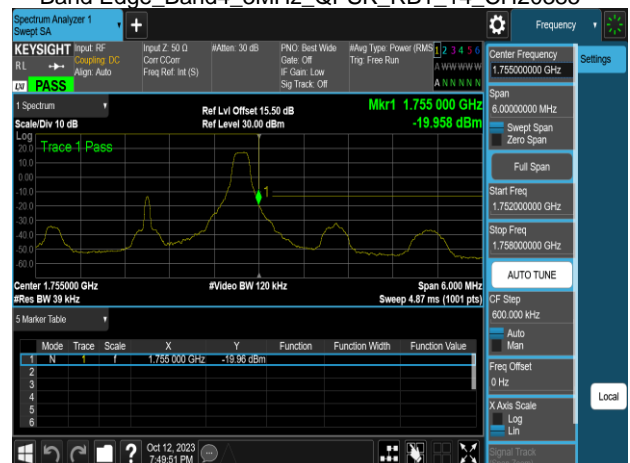 Spectrum Analyzer 1
Swept SA
Frequency
KEYSIGHT
RL
PASS
Input: RF
Coupling: DC
Align: Auto
Input Z: 50 Ω
Corr CCorr
Freq Ref: Int (S)
#Atten: 30 dB
PNO: Best Wide
Gate: Off
IF Gain: Low
Sig Track: Off
#Avg Type: Power (RMS
Trig: Free Run
1 2 3 4 5 6
A W W W W W
A N N N N N
Center Frequency
1.755000000 GHz
Settings
Span
6.00000000 MHz
Swept Span
Zero Span
Full Span
Start Freq
1.752000000 GHz
Stop Freq
1.758000000 GHz
AUTO TUNE
CF Step
600.000 kHz
Auto
Man
Freq Offset
0 Hz
X Axis Scale
Log
Lin
Signal Track
Local
1 Spectrum
Scale/Div 10 dB
Ref Lvl Offset 15.50 dB
Ref Level 30.00 dBm
Mkr1 1.755 000 GHz
-19.958 dBm
Log
Trace 1 Pass
20.0
10.0
0.00
-10.0
-20.0
-30.0
-40.0
-50.0
-60.0
1
Center 1.755000 GHz
#Res BW 39 kHz
#Video BW 120 kHz
Span 6.000 MHz
Sweep 4.87 ms (1001 pts)
5 Marker Table
Mode Trace Scale X Y Function Function Width Function Value
1 N 1 f 1.755 000 GHz -19.96 dBm
2
3
4
5
6
Oct 12, 2023
7:49:51 PM